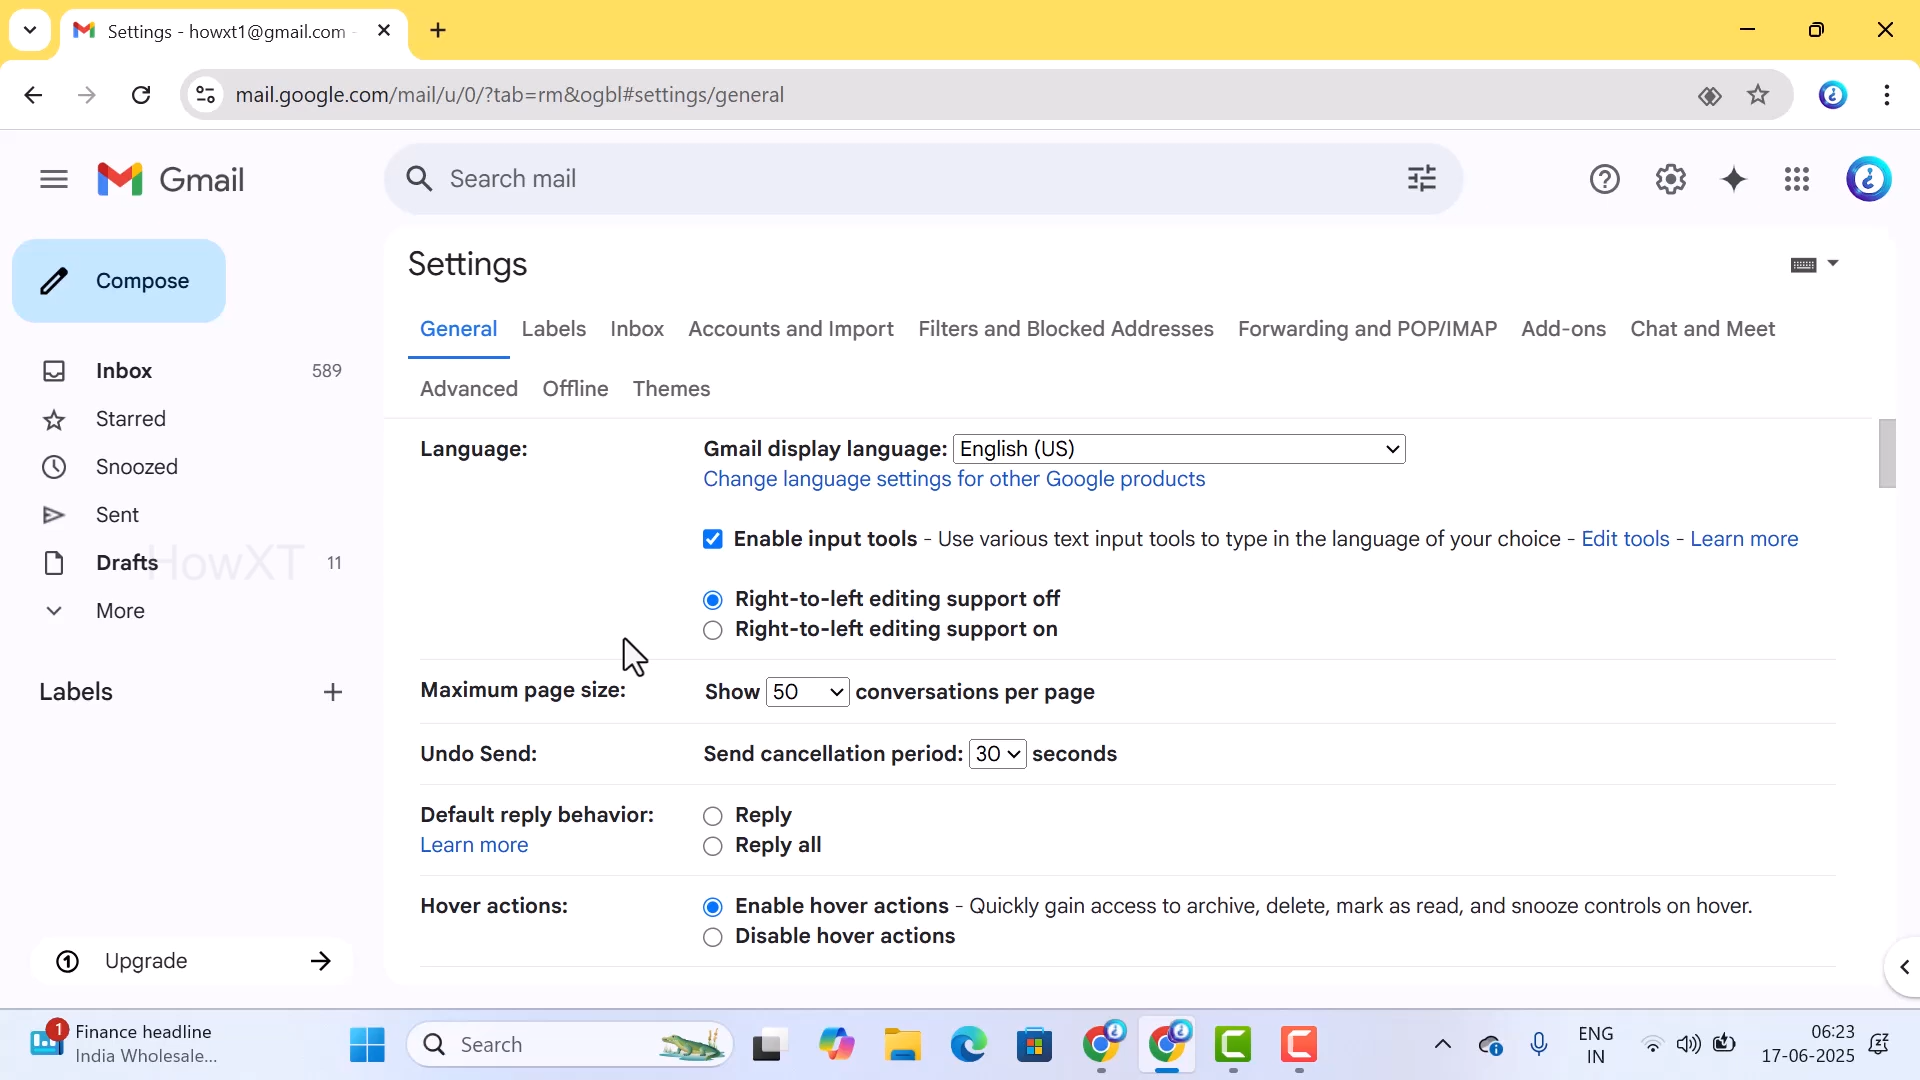 Settings - howxt1@gmail.com -
mail.google.com/mail/u/0/?tab=rm&ogbl#settings/general
Gmail
Search mail
Compose
Inbox 589
Starred
Snoozed
Sent
Drafts 11
More
Labels
HowXT
Upgrade
Settings
General Labels Inbox Accounts and Import Filters and Blocked Addresses Forwarding and POP/IMAP Add-ons Chat and Meet
Advanced Offline Themes
Language: Gmail display language: English (US)
Change language settings for other Google products
Enable input tools - Use various text input tools to type in the language of your choice - Edit tools - Learn more
Right-to-left editing support off
Right-to-left editing support on
Maximum page size: Show 50 conversations per page
Undo Send: Send cancellation period: 30 seconds
Default reply behavior: Reply
Learn more Reply all
Hover actions: Enable hover actions - Quickly gain access to archive, delete, mark as read, and snooze controls on hover.
Disable hover actions
1 Finance headline
India Wholesale...
Search
ENG
IN
06:23
17-06-2025